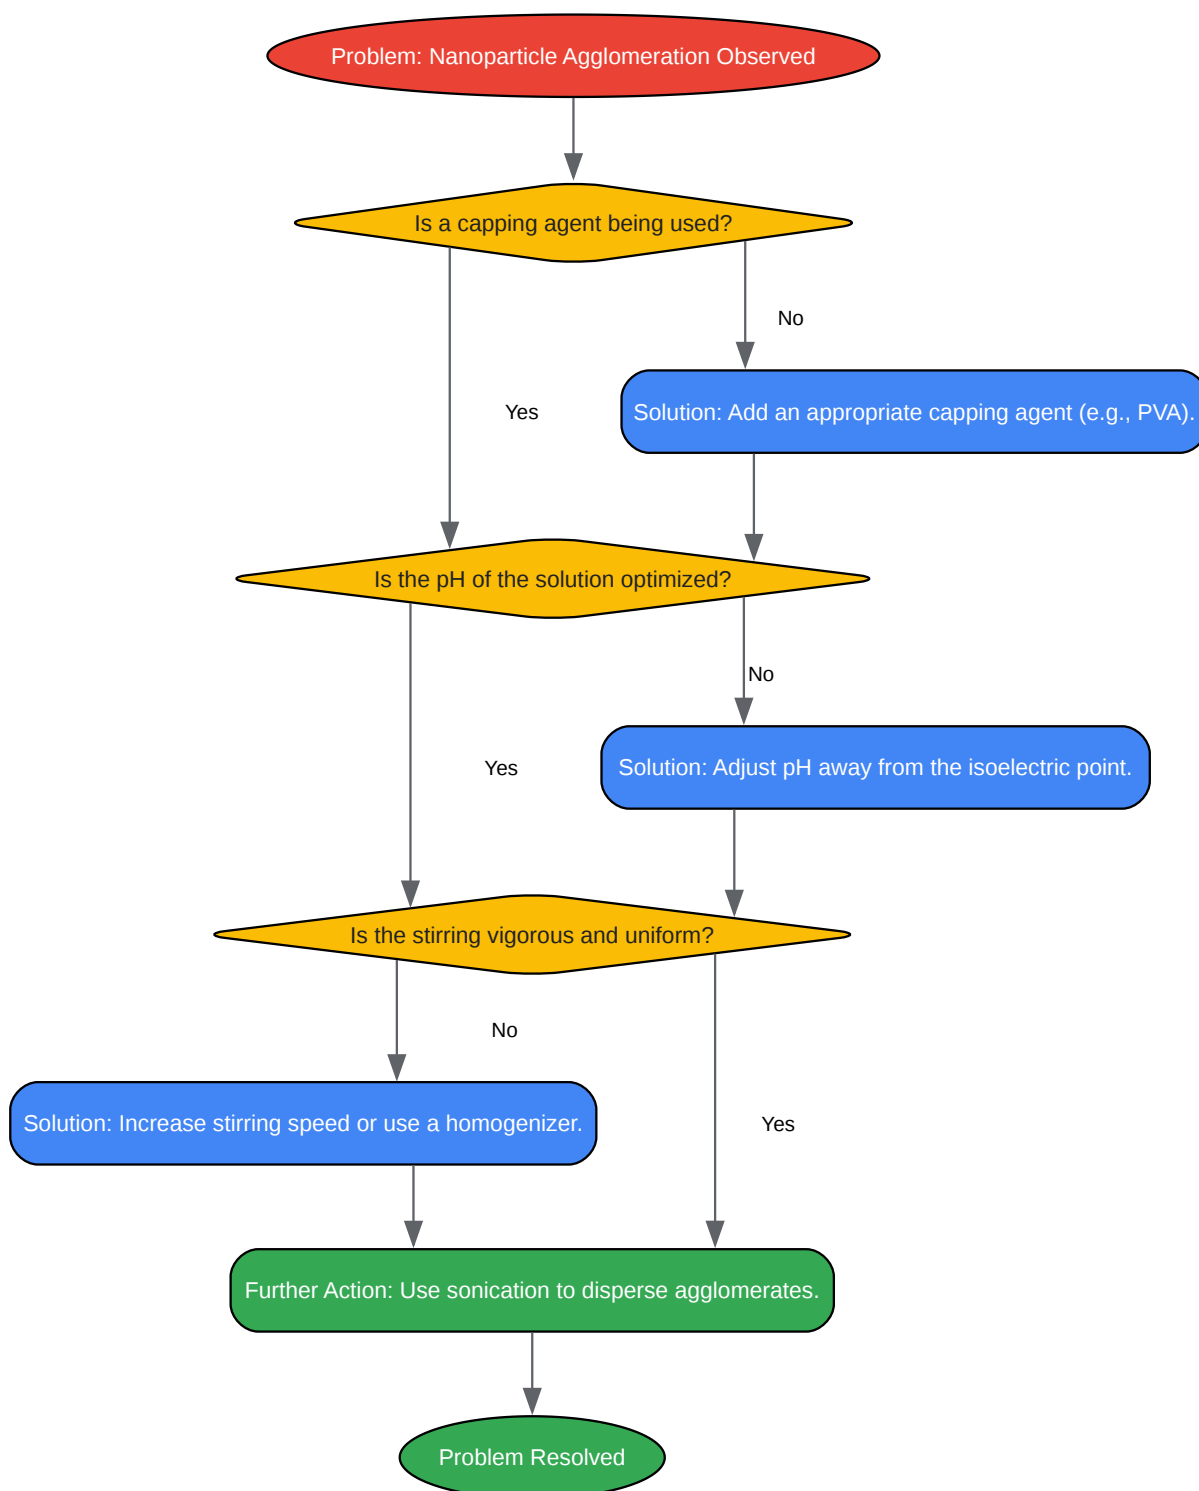 Problem: Nanoparticle Agglomeration Observed
Is a capping agent being used?
No
Yes
Solution: Add an appropriate capping agent (e.g., PVA).
Is the pH of the solution optimized?
No
Yes
Solution: Adjust pH away from the isoelectric point.
Is the stirring vigorous and uniform?
No
Solution: Increase stirring speed or use a homogenizer.
Yes
Further Action: Use sonication to disperse agglomerates.
Problem Resolved